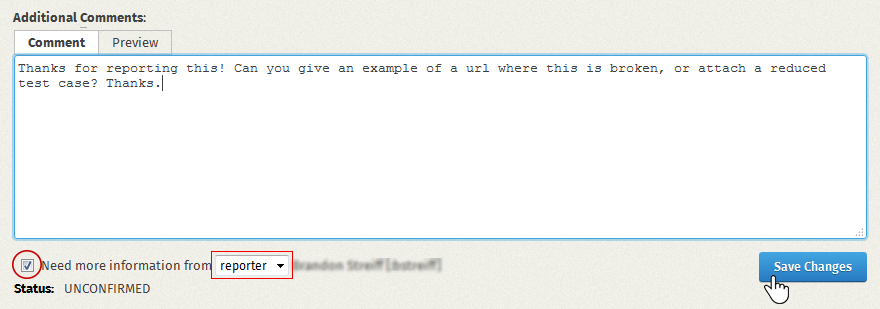 Additional Comments:
Comment Preview
Thanks for reporting this! Can you give an example of a url where this is broken, or attach a reduced
test case? Thanks.
Need more information from reporter
Save Changes
Status: UNCONFIRMED